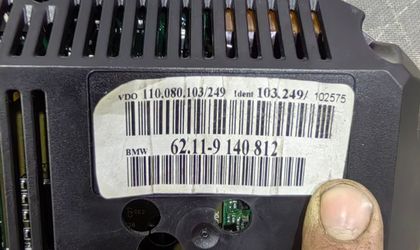 VDO 110.080.103/249 Ident 103.249/ 102575
BMW 62.11-9 140 812